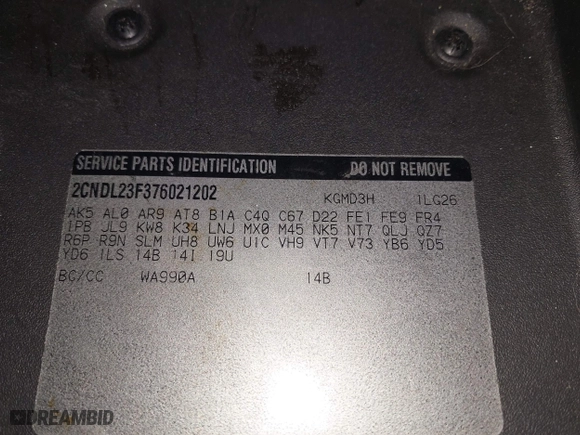 SERVICE PARTS IDENTIFICATION DO NOT REMOVE
2CNDL23F376021202 KGMD3H 1LG26
AK5 AL0 AR9 AT8 B1A C4Q C67 D22 FE1 FE9 FR4
1PB JL9 KW8 K34 LNJ MX0 M45 NK5 NT7 QLJ QZ7
R6P R9N SLM UH8 UW6 U1C VH9 VT7 V73 YB6 YD5
YD6 1LS 14B 14I 19U
BC/CC WA990A 14B
DREAMBID